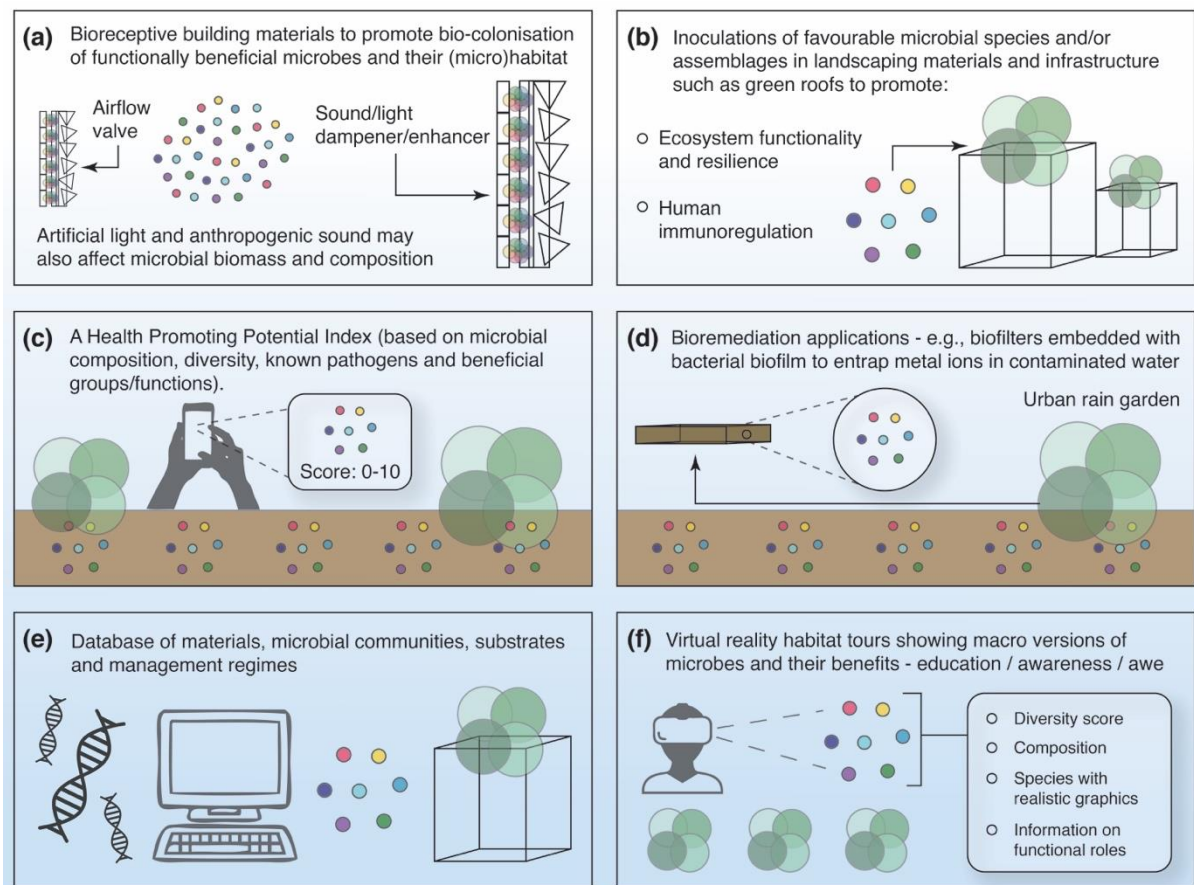 (a) Bioreceptive building materials to promote bio-colonisation
of functionally beneficial microbes and their (micro)habitat
Airflow
valve
Sound/light
dampener/enhancer
Artificial light and anthropogenic sound may
also affect microbial biomass and composition
(b) Inoculations of favourable microbial species and/or
assemblages in landscaping materials and infrastructure
such as green roofs to promote:
Ecosystem functionality
and resilience
Human
immunoregulation
(c) A Health Promoting Potential Index (based on microbial
composition, diversity, known pathogens and beneficial
groups/functions).
Score: 0-10
(d) Bioremediation applications - e.g., biofilters embedded with
bacterial biofilm to entrap metal ions in contaminated water
Urban rain garden
(e) Database of materials, microbial communities, substrates
and management regimes
(f) Virtual reality habitat tours showing macro versions of
microbes and their benefits - education / awareness / awe
Diversity score
Composition
Species with
realistic graphics
Information on
functional roles